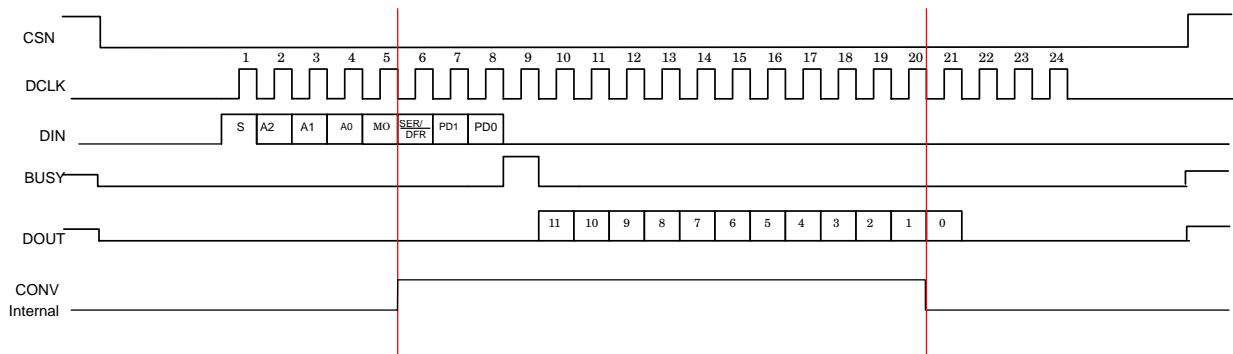 CSN
1 2 3 4 5 6 7 8 9 10 11 12 13 14 15 16 17 18 19 20 21 22 23 24
DCLK
DIN S A2 A1 A0 MO SER/DFR PD1 PD0
BUSY
DOUT 11 10 9 8 7 6 5 4 3 2 1 0
CONV
Internal